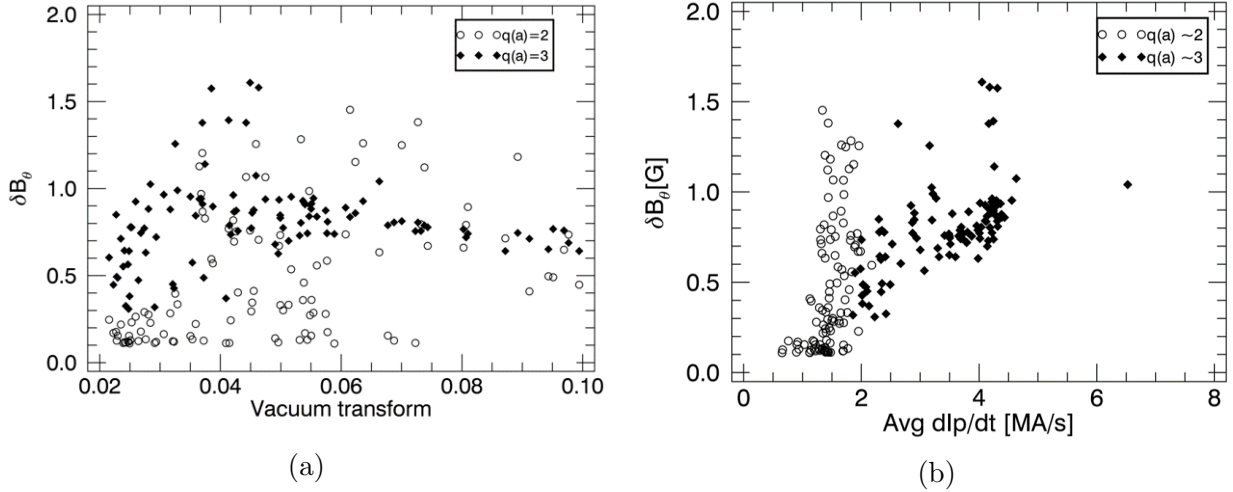 2.0
1.5
1.0
0.5
0.0
δBθ
q(a)=2
q(a)=3
0.02 0.04 0.06 0.08 0.10
Vacuum transform
(a)
2.0
1.5
1.0
0.5
0.0
δBθ[G]
q(a) ~2
q(a) ~3
0 2 4 6 8
Avg dIp/dt [MA/s]
(b)